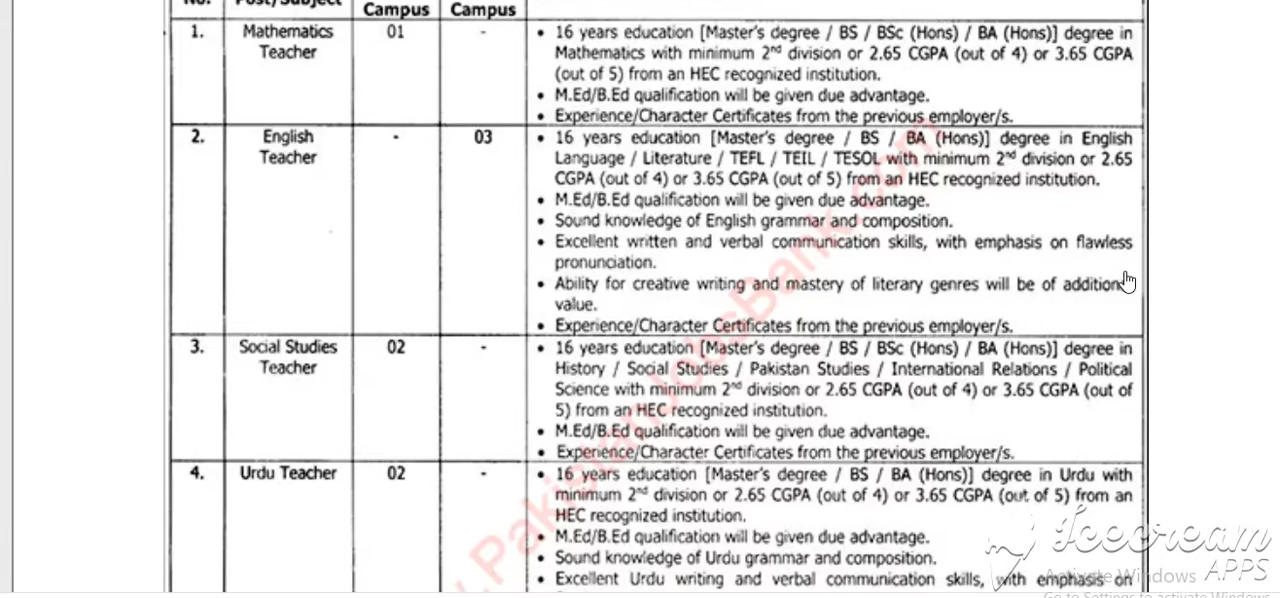 No. Post/Subject Campus Campus
1. Mathematics Teacher 01 -
• 16 years education [Master's degree / BS / BSc (Hons) / BA (Hons)] degree in
Mathematics with minimum 2nd division or 2.65 CGPA (out of 4) or 3.65 CGPA
(out of 5) from an HEC recognized institution.
• M.Ed/B.Ed qualification will be given due advantage.
• Experience/Character Certificates from the previous employer/s.
2. English Teacher - 03
• 16 years education [Master's degree / BS / BA (Hons)] degree in English
Language / Literature / TEFL / TEIL / TESOL with minimum 2nd division or 2.65
CGPA (out of 4) or 3.65 CGPA (out of 5) from an HEC recognized institution.
• M.Ed/B.Ed qualification will be given due advantage.
• Sound knowledge of English grammar and composition.
• Excellent written and verbal communication skills, with emphasis on flawless
pronunciation.
• Ability for creative writing and mastery of literary genres will be of addition
value.
• Experience/Character Certificates from the previous employer/s.
3. Social Studies Teacher 02 -
• 16 years education [Master's degree / BS / BSc (Hons) / BA (Hons)] degree in
History / Social Studies / Pakistan Studies / International Relations / Political
Science with minimum 2nd division or 2.65 CGPA (out of 4) or 3.65 CGPA (out of
5) from an HEC recognized institution.
• M.Ed/B.Ed qualification will be given due advantage.
• Experience/Character Certificates from the previous employer/s.
4. Urdu Teacher 02 -
• 16 years education [Master's degree / BS / BA (Hons)] degree in Urdu with
minimum 2nd division or 2.65 CGPA (out of 4) or 3.65 CGPA (out of 5) from an
HEC recognized institution.
• M.Ed/B.Ed qualification will be given due advantage.
• Sound knowledge of Urdu grammar and composition.
• Excellent Urdu writing and verbal communication skills, with emphasis on
.PakistanJobsBank.com
Icecream
APPS
Activate Windows
Go to Settings to activate Windows.